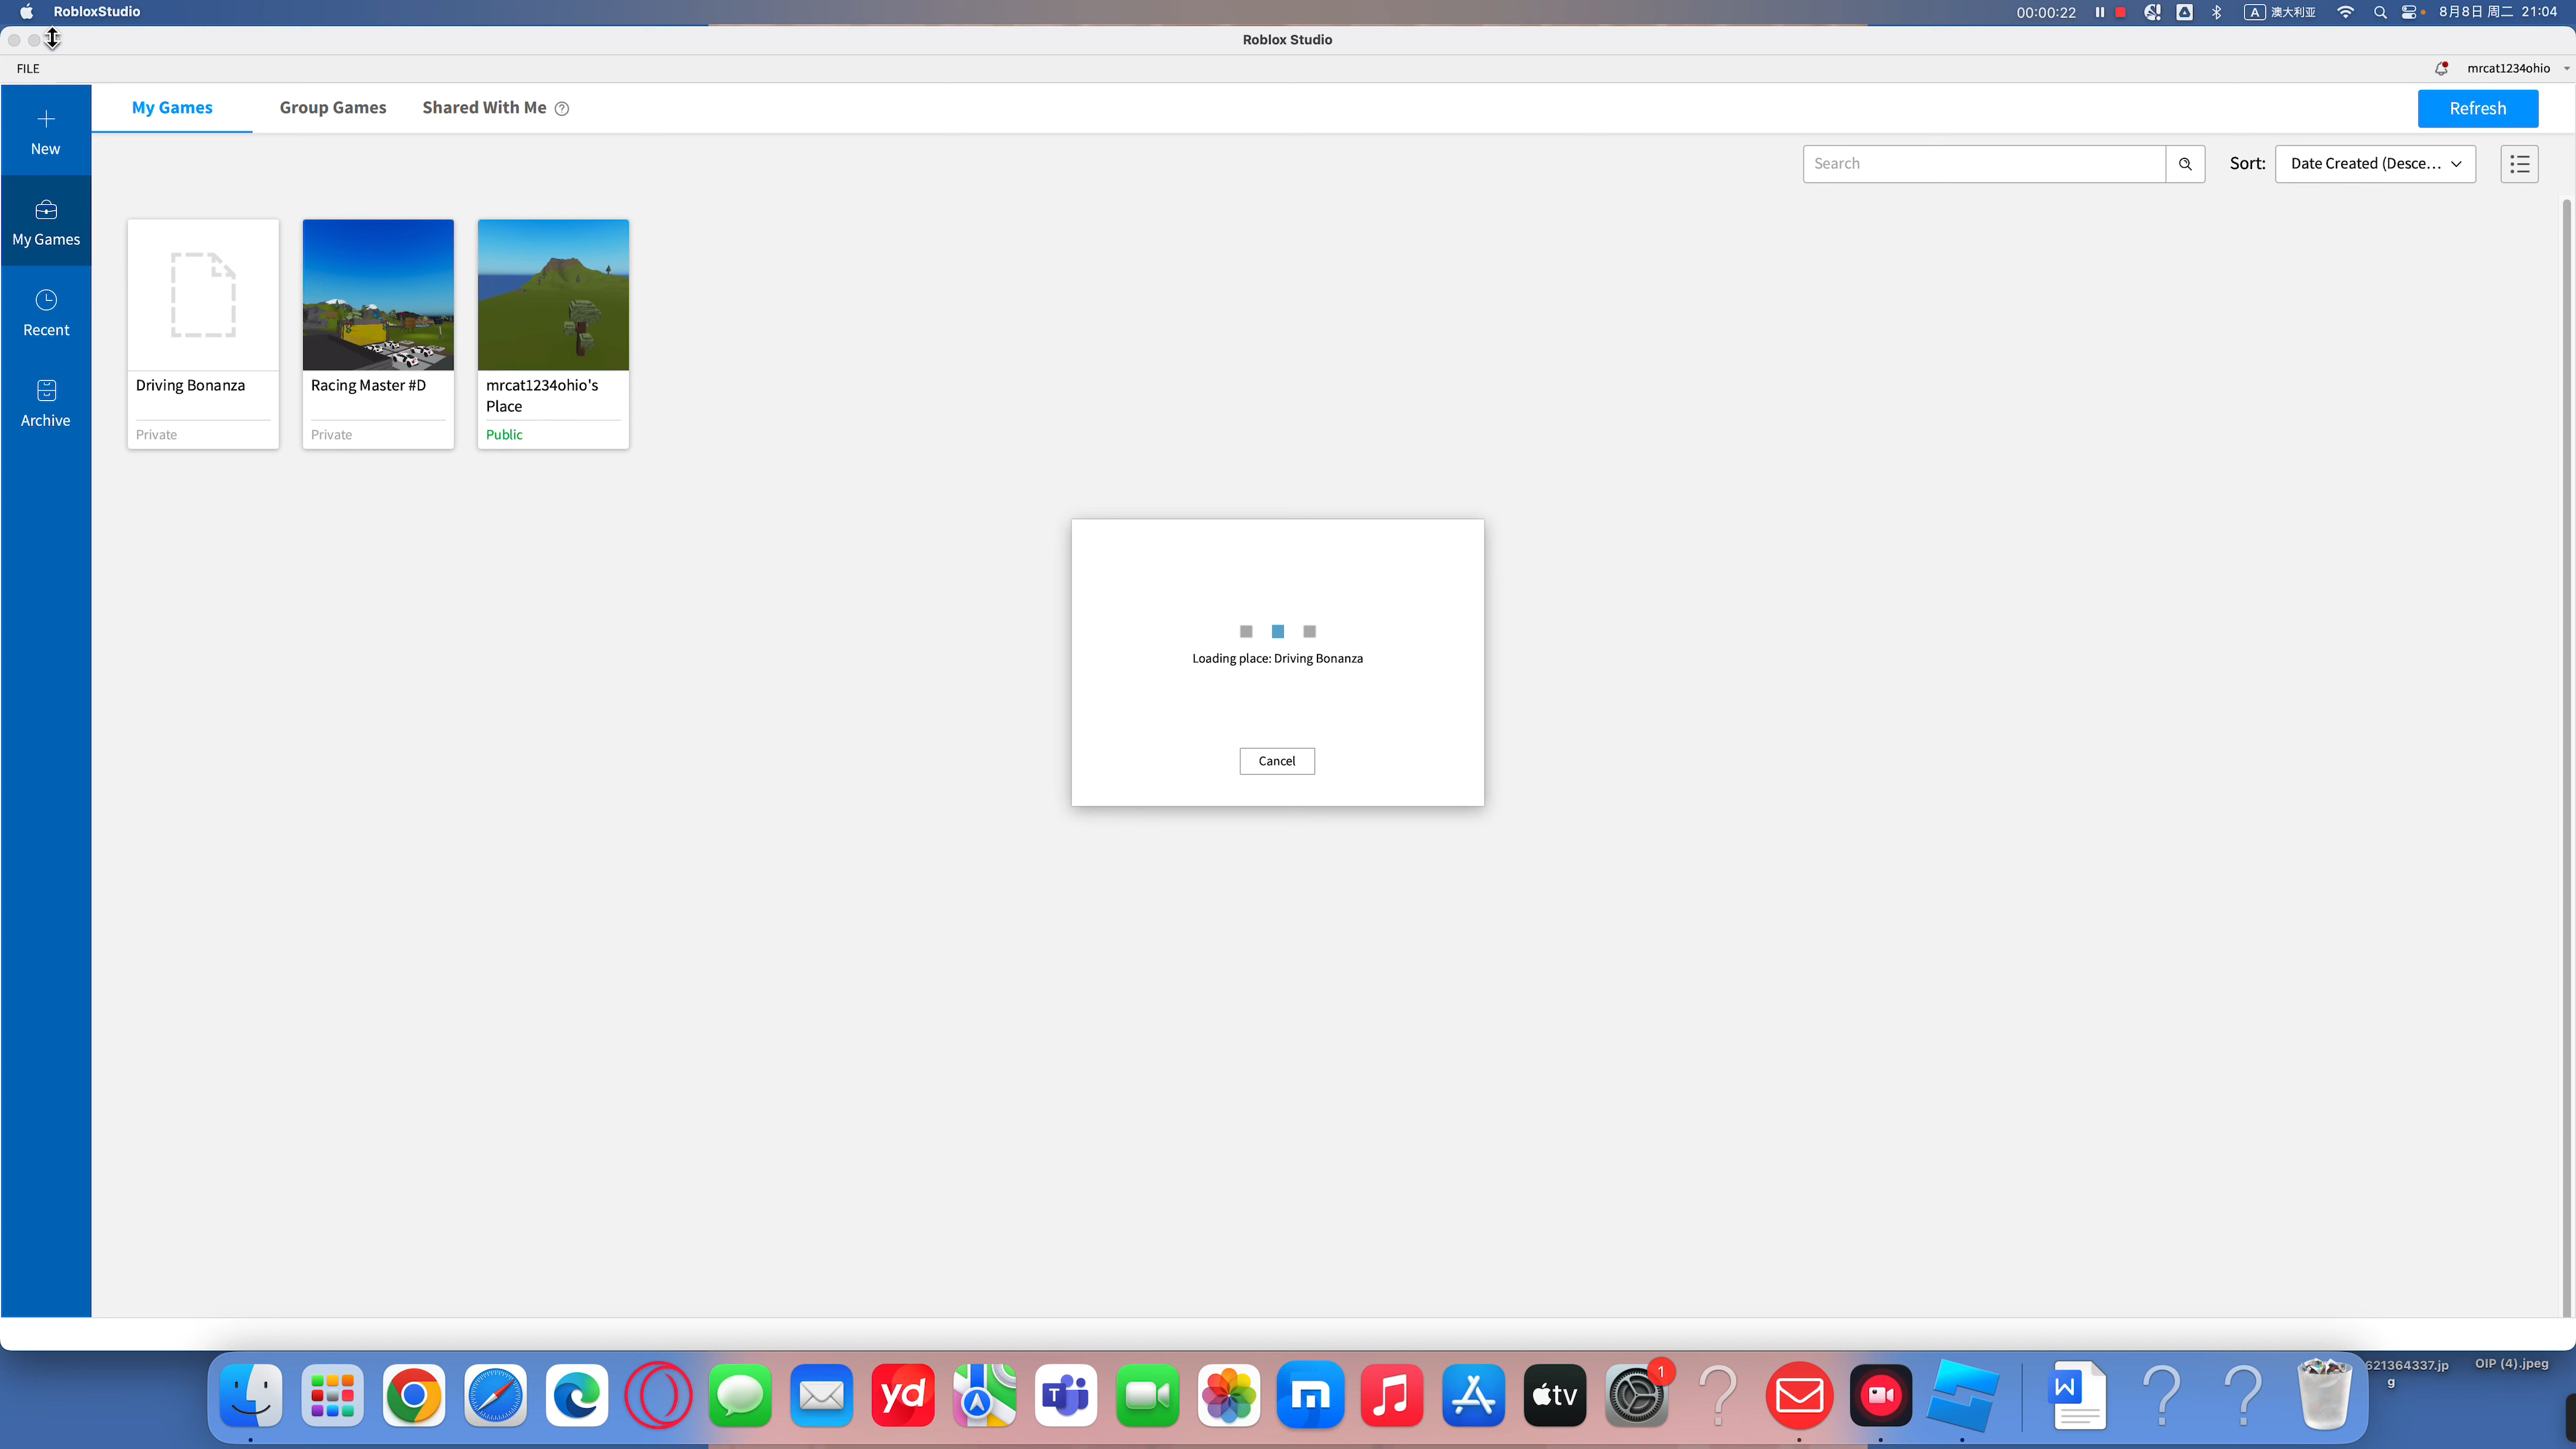 RobloxStudio
00:00:22
A 澳大利亚
8月8日 周二 21:04
Roblox Studio
FILE
mrcat1234ohio
My Games
Group Games
Shared With Me ?
Refresh
New
Search
Sort:
Date Created (Desce...
My Games
Recent
Archive
Driving Bonanza
Private
Racing Master #D
Private
mrcat1234ohio's
Place
Public
Loading place: Driving Bonanza
Cancel
yd
T
tv
1
W
621364337.jp
g
OIP (4).jpeg